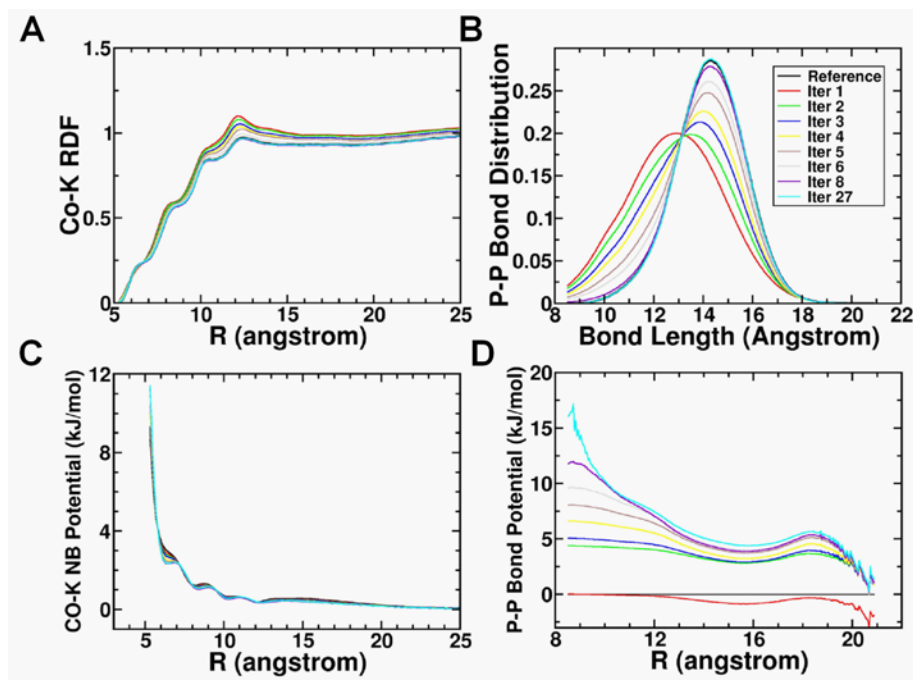 A
Co-K RDF
1.5
1
0.5
0
5
10
15
20
25
R (angstrom)
B
P-P Bond Distribution
0.25
0.2
0.15
0.1
0.05
0
8
10
12
14
16
18
20
22
Bond Length (Angstrom)
Reference
Iter 1
Iter 2
Iter 3
Iter 4
Iter 5
Iter 6
Iter 8
Iter 27
C
CO-K NB Potential (kJ/mol)
12
8
4
0
5
10
15
20
25
R (angstrom)
D
P-P Bond Potential (kJ/mol)
20
15
10
5
0
8
12
16
20
R (angstrom)